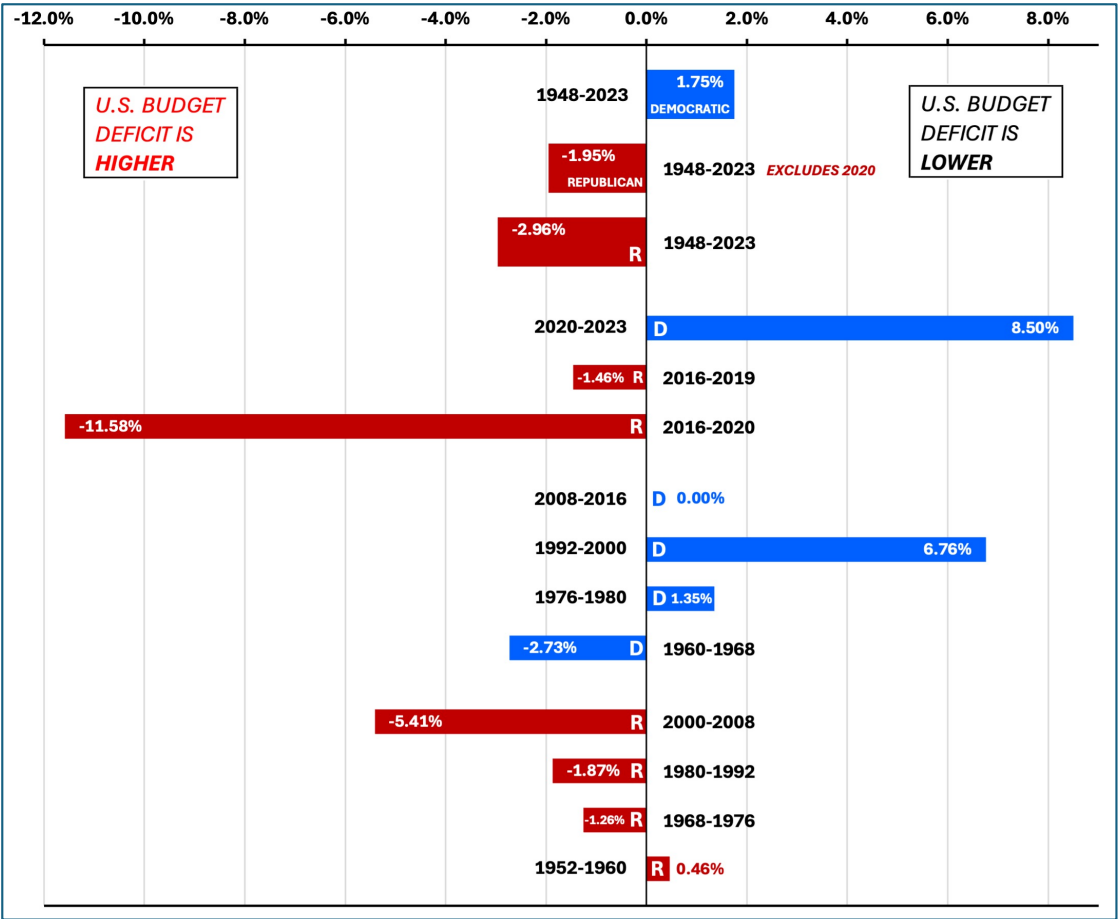 -12.0% -10.0% -8.0% -6.0% -4.0% -2.0% 0.0% 2.0% 4.0% 6.0% 8.0%
U.S. BUDGET
DEFICIT IS
HIGHER
U.S. BUDGET
DEFICIT IS
LOWER
1948-2023 1.75%
DEMOCRATIC
-1.95% 1948-2023 EXCLUDES 2020
REPUBLICAN
-2.96% 1948-2023
R
2020-2023 D 8.50%
-1.46% R 2016-2019
-11.58% R 2016-2020
2008-2016 D 0.00%
1992-2000 D 6.76%
1976-1980 D 1.35%
-2.73% D 1960-1968
-5.41% R 2000-2008
-1.87% R 1980-1992
-1.26% R 1968-1976
1952-1960 R 0.46%